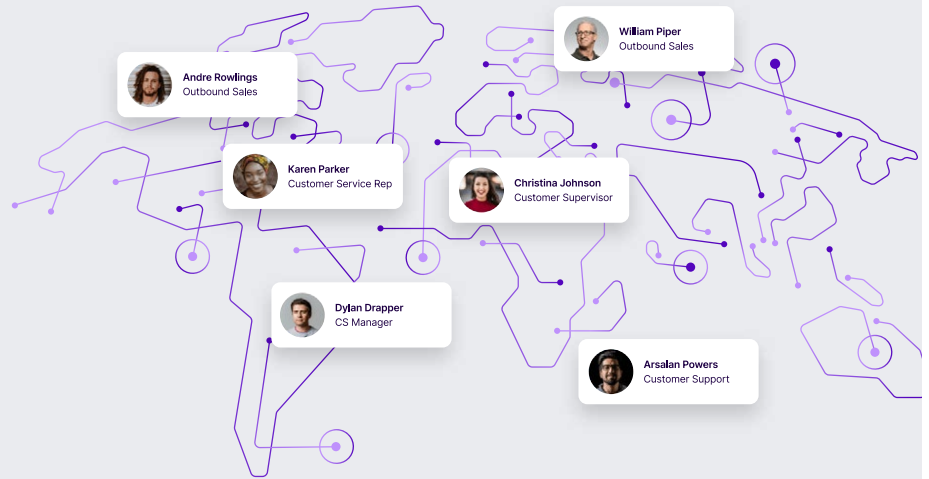 William Piper
Outbound Sales
Andre Rowlings
Outbound Sales
Karen Parker
Customer Service Rep
Christina Johnson
Customer Supervisor
Dylan Drapper
CS Manager
Arsalan Powers
Customer Support